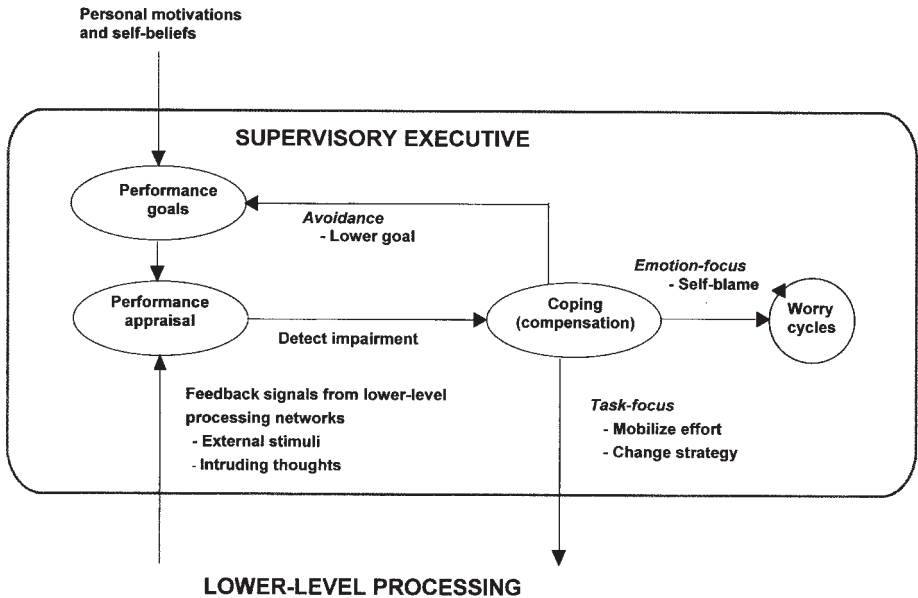 Personal motivations
and self-beliefs
SUPERVISORY EXECUTIVE
Performance
goals
Avoidance
- Lower goal
Emotion-focus
- Self-blame
Performance
appraisal
Detect impairment
Coping
(compensation)
Worry
cycles
Feedback signals from lower-level
processing networks
- External stimuli
- Intruding thoughts
Task-focus
- Mobilize effort
- Change strategy
LOWER-LEVEL PROCESSING